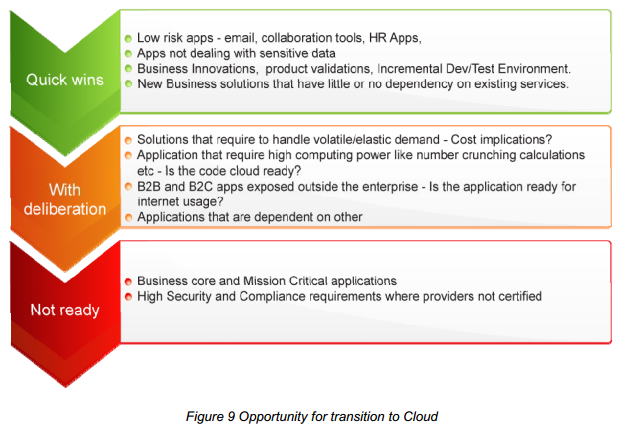 Quick wins
Low risk apps - email, collaboration tools, HR Apps,
Apps not dealing with sensitive data
Business Innovations, product validations, Incremental Dev/Test Environment.
New Business solutions that have little or no dependency on existing services.
With
deliberation
Solutions that require to handle volatile/elastic demand - Cost implications?
Application that require high computing power like number crunching calculations
etc - Is the code cloud ready?
B2B and B2C apps exposed outside the enterprise - Is the application ready for
internet usage?
Applications that are dependent on other
Not ready
Business core and Mission Critical applications
High Security and Compliance requirements where providers not certified
Figure 9 Opportunity for transition to Cloud